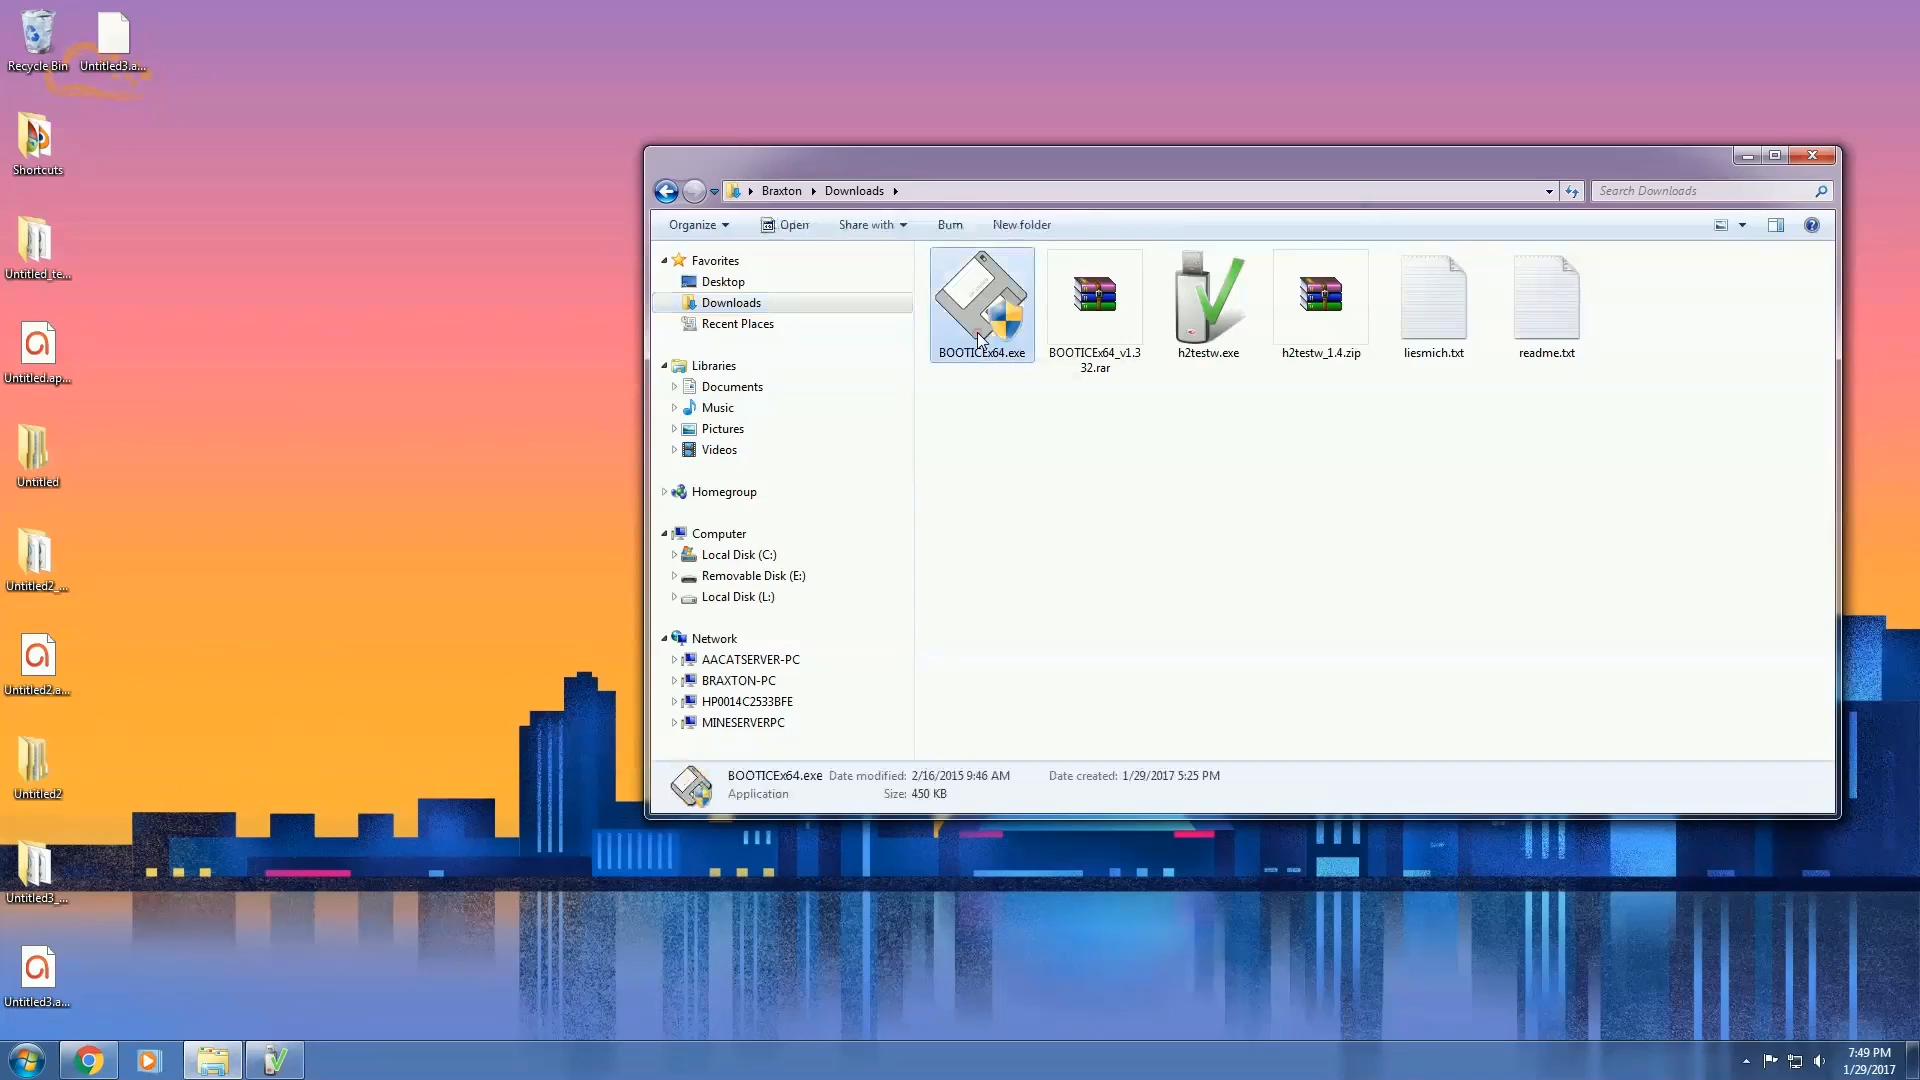 Recycle Bin
Untitled3.a...
Shortcuts
Untitled_te...
Untitled.ap...
Untitled
Untitled2_...
Untitled2.a...
Untitled2
Untitled3_...
Untitled3.a...
Braxton
Downloads
Search Downloads
Organize
Open
Share with
Burn
New folder
Favorites
Desktop
Downloads
Recent Places
Libraries
Documents
Music
Pictures
Videos
Homegroup
Computer
Local Disk (C:)
Removable Disk (E:)
Local Disk (L:)
Network
AACATSERVER-PC
BRAXTON-PC
HP0014C2533BFE
MINESERVERPC
BOOTICEx64.exe
BOOTICEx64_v1.3
32.rar
h2testw.exe
h2testw_1.4.zip
liesmich.txt
readme.txt
BOOTICEx64.exe Date modified: 2/16/2015 9:46 AM Date created: 1/29/2017 5:25 PM
Application Size: 450 KB
7:49 PM
1/29/2017